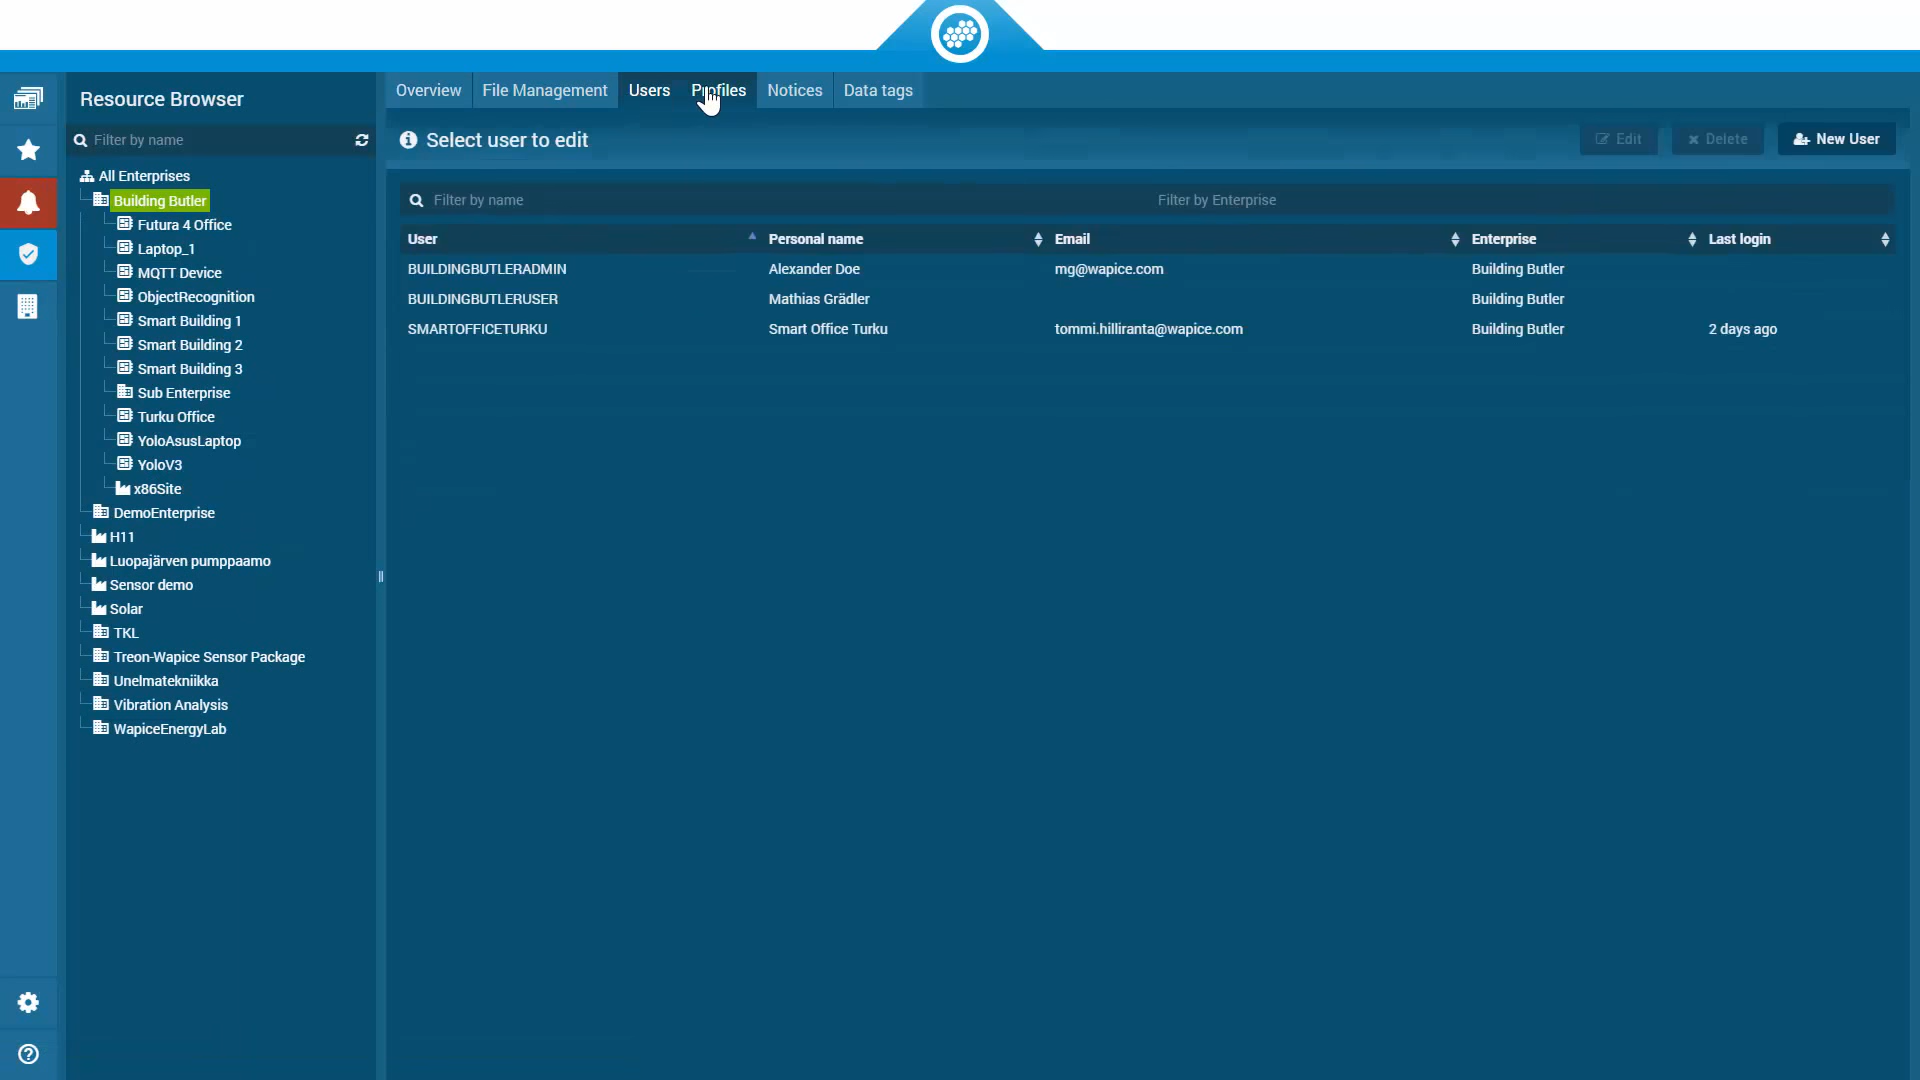 Overview File Management Users Profiles Notices Data tags
Resource Browser
Filter by name
All Enterprises
Building Butler
Futura 4 Office
Laptop_1
MQTT Device
ObjectRecognition
Smart Building 1
Smart Building 2
Smart Building 3
Sub Enterprise
Turku Office
YoloAsusLaptop
YoloV3
x86Site
DemoEnterprise
H11
Luopajärven pumppaamo
Sensor demo
Solar
TKL
Treon-Wapice Sensor Package
Unelmatekniikka
Vibration Analysis
WapiceEnergyLab
Select user to edit Edit Delete New User
Filter by name Filter by Enterprise
User Personal name Email Enterprise Last login
BUILDINGBUTLERADMIN Alexander Doe mg@wapice.com Building Butler
BUILDINGBUTLERUSER Mathias Grädler Building Butler
SMARTOFFICETURKU Smart Office Turku tommi.hilliranta@wapice.com Building Butler 2 days ago